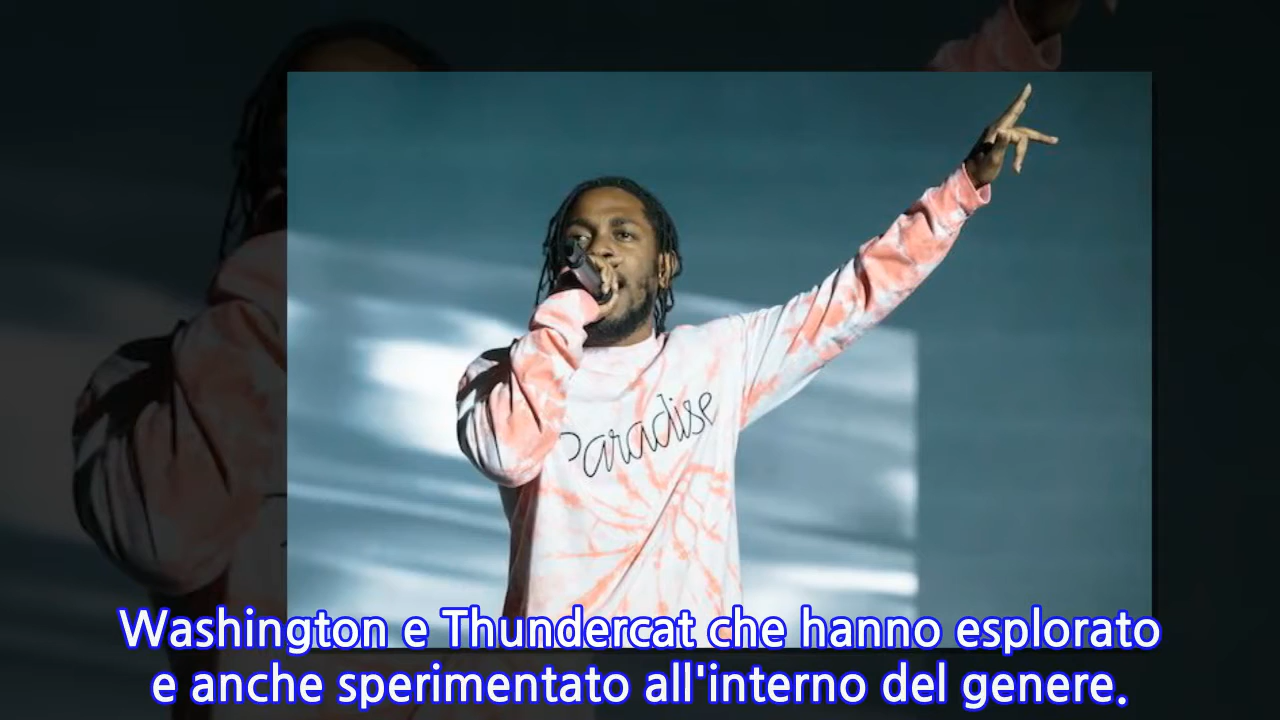 Paradise
Washington e Thundercat che hanno esplorato
e anche sperimentato all'interno del genere.